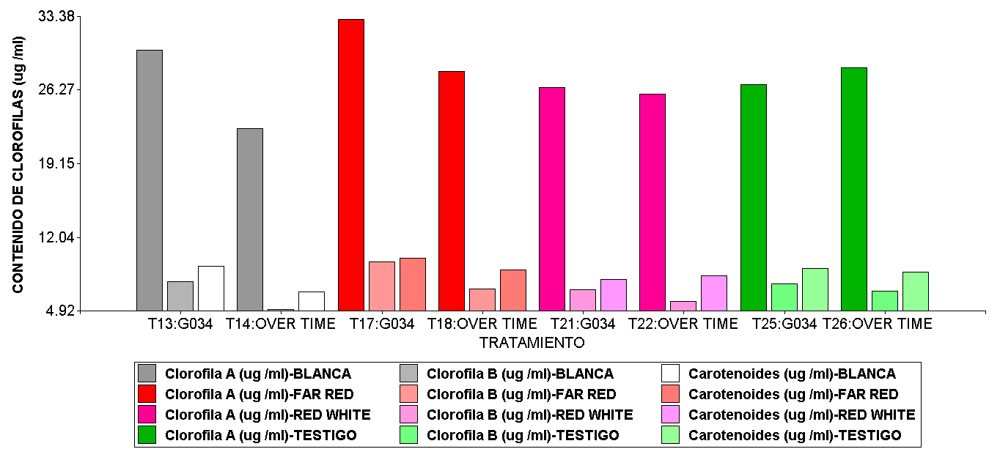 CONTENIDO DE CLOROFILAS (ug /ml)
33.38
26.27
19.15
12.04
4.92
T13:G034 T14:OVER TIME T17:G034 T18:OVER TIME T21:G034 T22:OVER TIME T25:G034 T26:OVER TIME
TRATAMIENTO
Clorofila A (ug /ml)-BLANCA Clorofila B (ug /ml)-BLANCA Carotenoides (ug /ml)-BLANCA
Clorofila A (ug /ml)-FAR RED Clorofila B (ug /ml)-FAR RED Carotenoides (ug /ml)-FAR RED
Clorofila A (ug /ml)-RED WHITE Clorofila B (ug /ml)-RED WHITE Carotenoides (ug /ml)-RED WHITE
Clorofila A (ug /ml)-TESTIGO Clorofila B (ug /ml)-TESTIGO Carotenoides (ug /ml)-TESTIGO